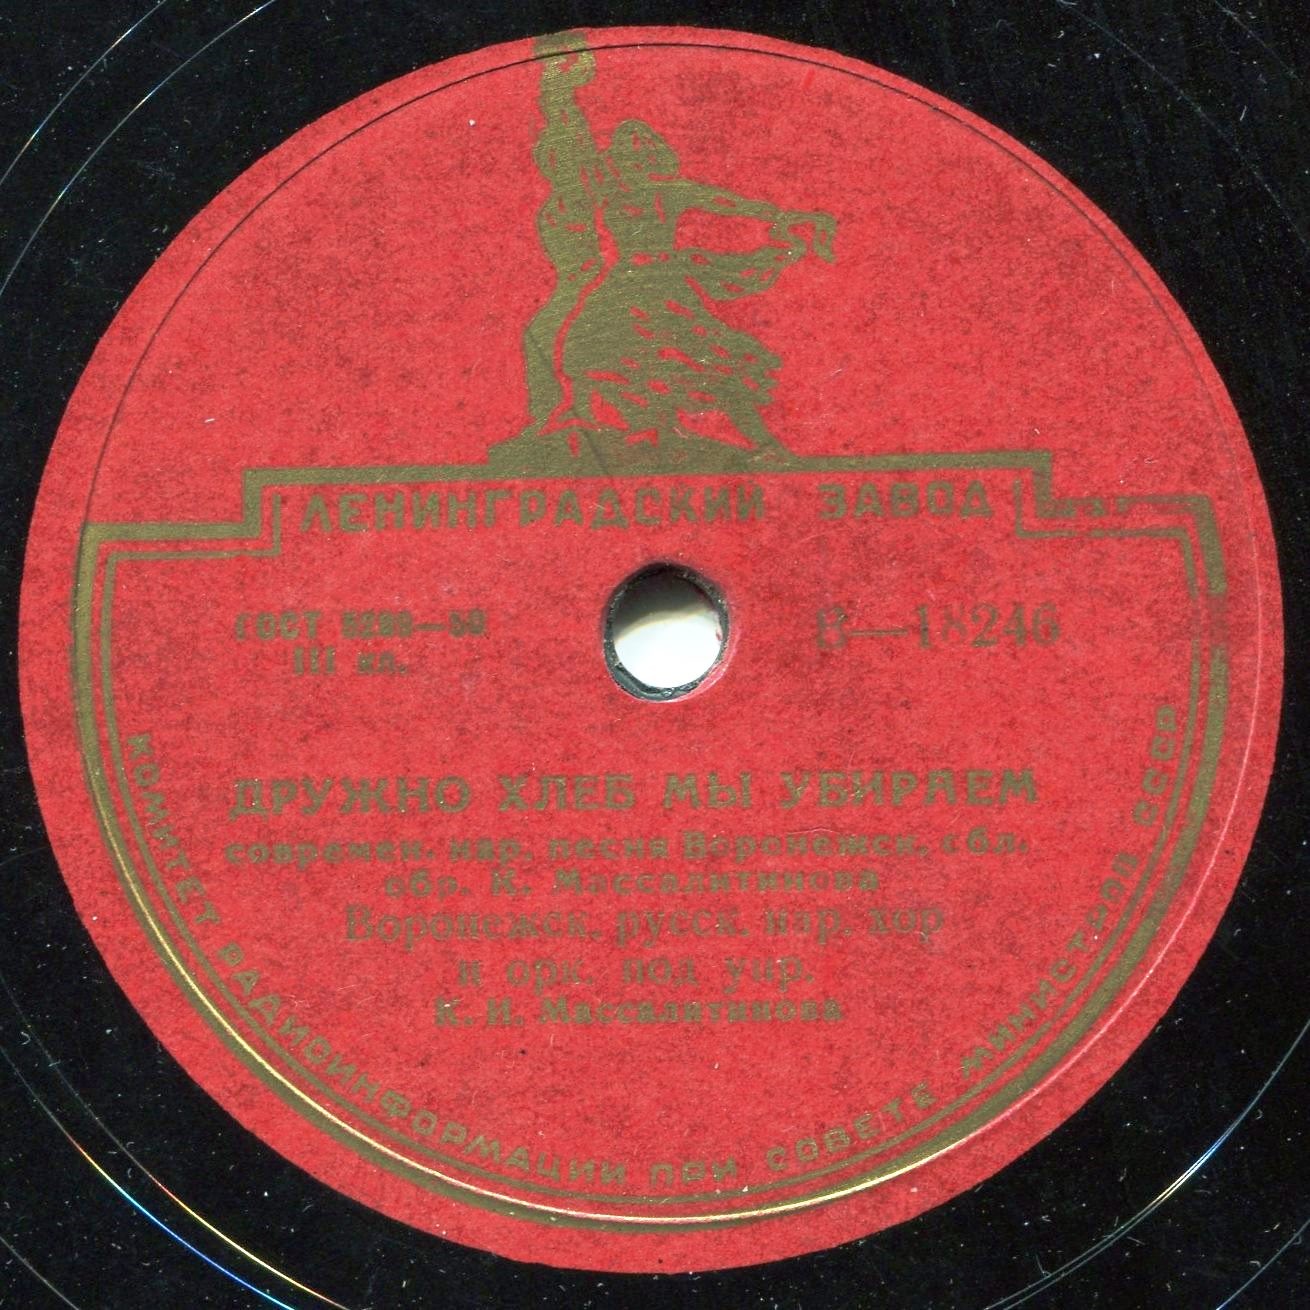 ЛЕНИНГРАДСКИЙ ЗАВОД
ГОСТ 5289—50
III кл.
В—18246
ДРУЖНО ХЛЕБ МЫ УБИРАЕМ
современ. нар. песня Воронежск. обл.
обр. К. Массалитинова
Воронежск. русск. нар. хор
и орк. под упр.
К. И. Массалитинова
КОМИТЕТ РАДИОИНФОРМАЦИИ ПРИ СОВЕТЕ МИНИСТРОВ СССР